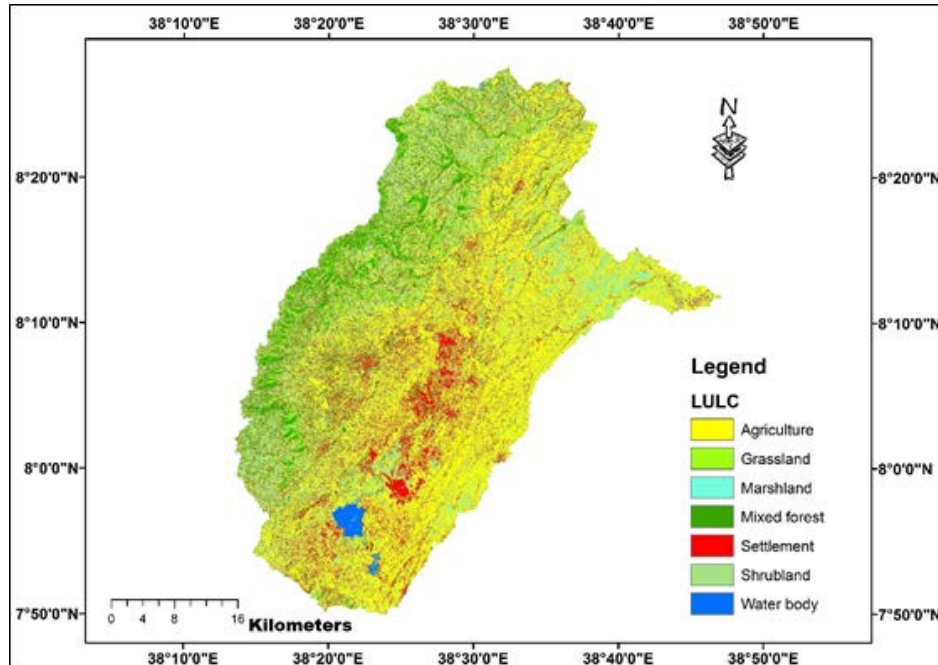 38°10'0"E 38°20'0"E 38°30'0"E 38°40'0"E 38°50'0"E
N
8°20'0"N 8°20'0"N
8°10'0"N 8°10'0"N
Legend
LULC
Agriculture
Grassland
8°0'0"N 8°0'0"N
Marshland
Mixed forest
Settlement
Shrubland
Water body
7°50'0"N 7°50'0"N
0 4 8 16
Kilometers
38°10'0"E 38°20'0"E 38°30'0"E 38°40'0"E 38°50'0"E